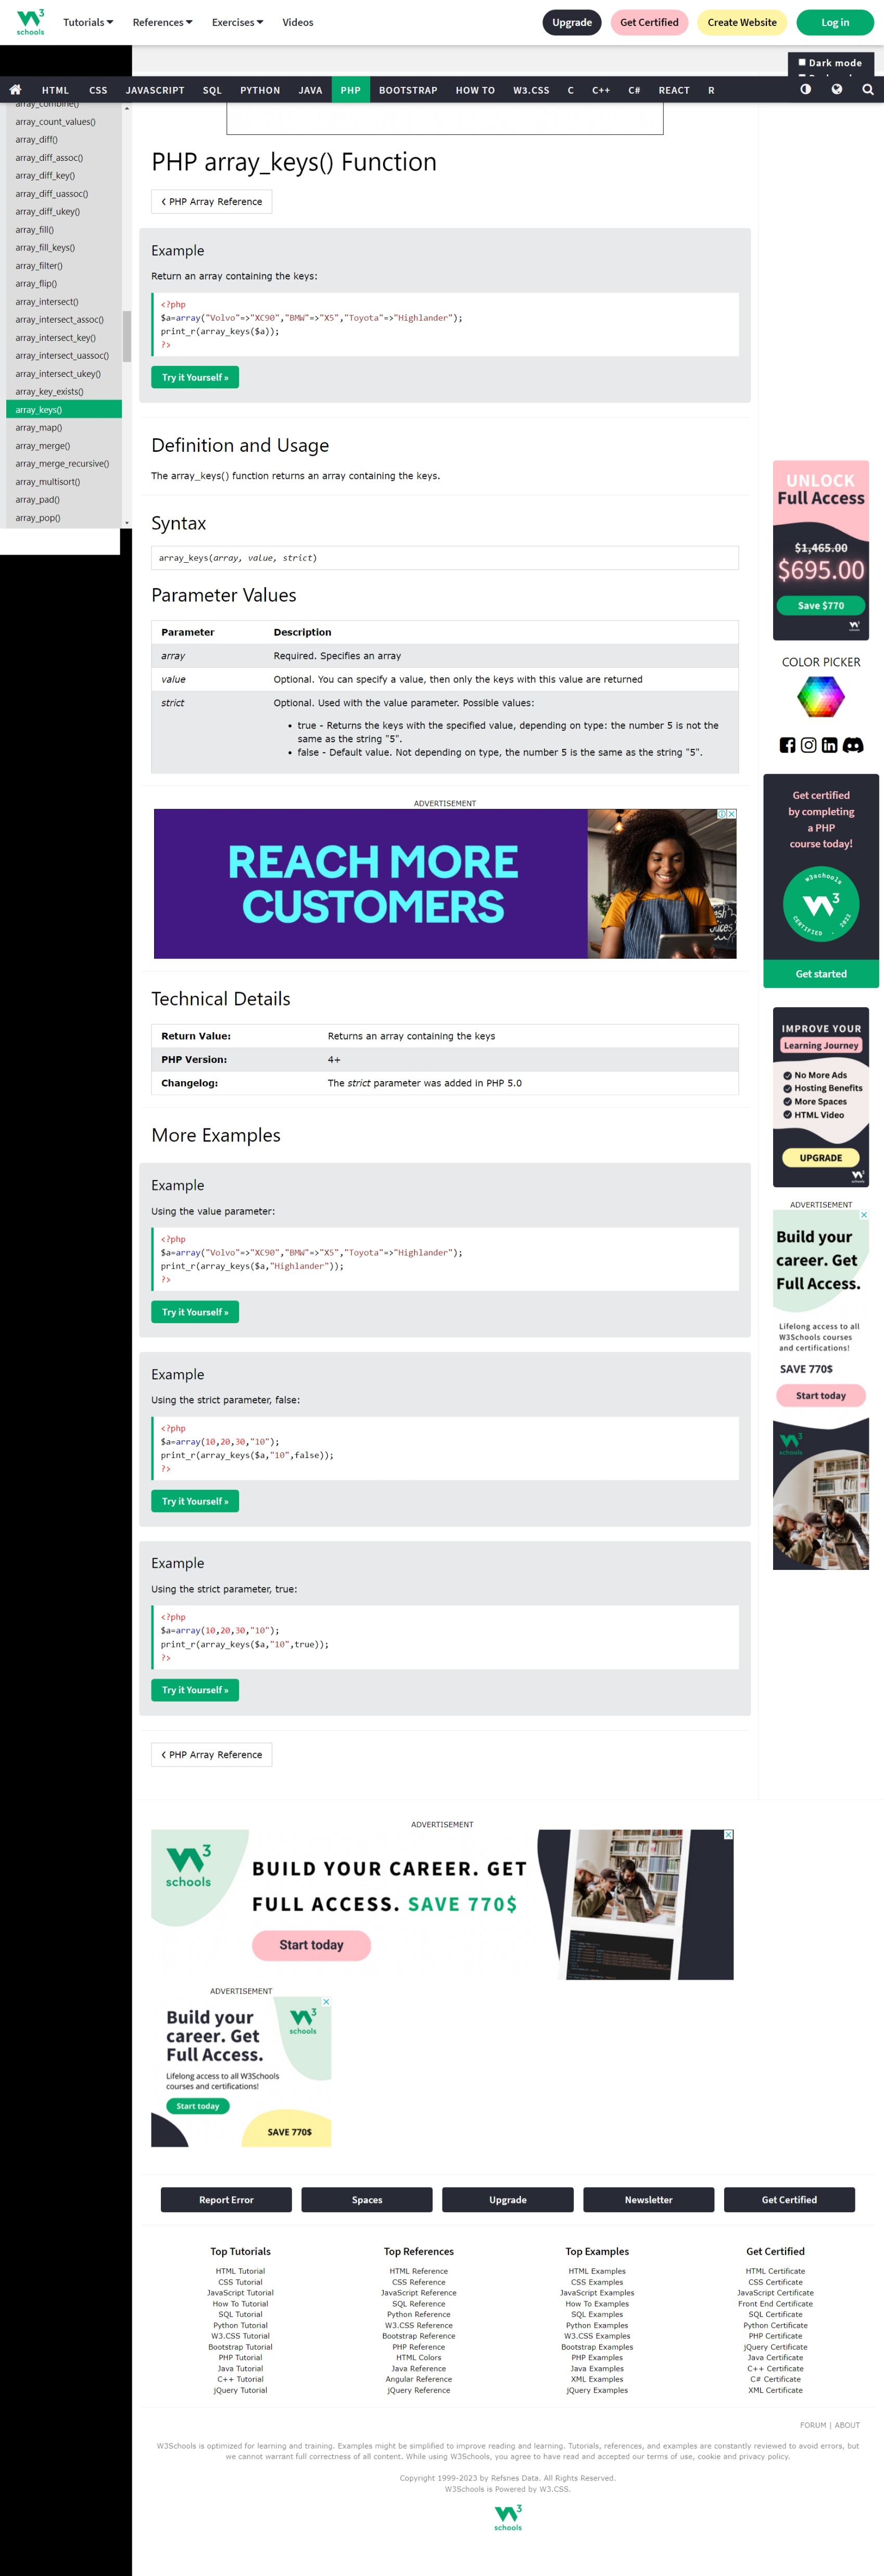 W3
schools
Tutorials
References
Exercises
Videos
Upgrade
Get Certified
Create Website
Log in
Dark mode
HTML
CSS
JAVASCRIPT
SQL
PYTHON
JAVA
PHP
BOOTSTRAP
HOW TO
W3.CSS
C
C++
C#
REACT
R
array_combine()
array_count_values()
array_diff()
array_diff_assoc()
array_diff_key()
array_diff_uassoc()
array_diff_ukey()
array_fill()
array_fill_keys()
array_filter()
array_flip()
array_intersect()
array_intersect_assoc()
array_intersect_key()
array_intersect_uassoc()
array_intersect_ukey()
array_key_exists()
array_keys()
array_map()
array_merge()
array_merge_recursive()
array_multisort()
array_pad()
array_pop()
PHP array_keys() Function
❮ PHP Array Reference
Example
Return an array containing the keys:
<?php
$a=array("Volvo"=>"XC90","BMW"=>"X5","Toyota"=>"Highlander");
print_r(array_keys($a));
?>
Try it Yourself »
Definition and Usage
The array_keys() function returns an array containing the keys.
Syntax
array_keys(array, value, strict)
Parameter Values
Parameter Description
array Required. Specifies an array
value Optional. You can specify a value, then only the keys with this value are returned
strict Optional. Used with the value parameter. Possible values:
• true - Returns the keys with the specified value, depending on type: the number 5 is not the
same as the string "5".
• false - Default value. Not depending on type, the number 5 is the same as the string "5".
ADVERTISEMENT
REACH MORE
CUSTOMERS
Technical Details
Return Value: Returns an array containing the keys
PHP Version: 4+
Changelog: The strict parameter was added in PHP 5.0
More Examples
Example
Using the value parameter:
<?php
$a=array("Volvo"=>"XC90","BMW"=>"X5","Toyota"=>"Highlander");
print_r(array_keys($a,"Highlander"));
?>
Try it Yourself »
Example
Using the strict parameter, false:
<?php
$a=array(10,20,30,"10");
print_r(array_keys($a,"10",false));
?>
Try it Yourself »
Example
Using the strict parameter, true:
<?php
$a=array(10,20,30,"10");
print_r(array_keys($a,"10",true));
?>
Try it Yourself »
❮ PHP Array Reference
UNLOCK
Full Access
$1,465.00
$695.00
Save $770
COLOR PICKER
Get certified
by completing
a PHP
course today!
w3schools
W3
CERTIFIED . 2022
Get started
IMPROVE YOUR
Learning Journey
No More Ads
Hosting Benefits
More Spaces
HTML Video
UPGRADE
ADVERTISEMENT
Build your
career. Get
Full Access.
Lifelong access to all
W3Schools courses
and certifications!
SAVE 770$
Start today
W3
schools
ADVERTISEMENT
W3
schools
BUILD YOUR CAREER. GET
FULL ACCESS. SAVE 770$
Start today
ADVERTISEMENT
Build your
career. Get
Full Access.
W3
schools
Lifelong access to all W3Schools
courses and certifications!
Start today
SAVE 770$
Report Error
Spaces
Upgrade
Newsletter
Get Certified
Top Tutorials
HTML Tutorial
CSS Tutorial
JavaScript Tutorial
How To Tutorial
SQL Tutorial
Python Tutorial
W3.CSS Tutorial
Bootstrap Tutorial
PHP Tutorial
Java Tutorial
C++ Tutorial
jQuery Tutorial
Top References
HTML Reference
CSS Reference
JavaScript Reference
SQL Reference
Python Reference
W3.CSS Reference
Bootstrap Reference
PHP Reference
HTML Colors
Java Reference
Angular Reference
jQuery Reference
Top Examples
HTML Examples
CSS Examples
JavaScript Examples
How To Examples
SQL Examples
Python Examples
W3.CSS Examples
Bootstrap Examples
PHP Examples
Java Examples
XML Examples
jQuery Examples
Get Certified
HTML Certificate
CSS Certificate
JavaScript Certificate
Front End Certificate
SQL Certificate
Python Certificate
PHP Certificate
jQuery Certificate
Java Certificate
C++ Certificate
C# Certificate
XML Certificate
FORUM | ABOUT
W3Schools is optimized for learning and training. Examples might be simplified to improve reading and learning. Tutorials, references, and examples are constantly reviewed to avoid errors, but
we cannot warrant full correctness of all content. While using W3Schools, you agree to have read and accepted our terms of use, cookie and privacy policy.
Copyright 1999-2023 by Refsnes Data. All Rights Reserved.
W3Schools is Powered by W3.CSS.
W3
schools